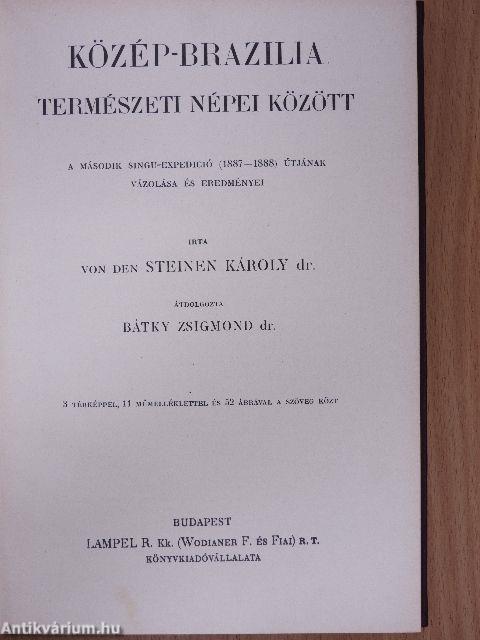 KÖZÉP-BRAZILIA
TERMÉSZETI NÉPEI KÖZÖTT
A MÁSODIK SINGU-EXPEDICIÓ (1887—1888) ÚTJÁNAK
VÁZOLÁSA ÉS EREDMÉNYEI
IRTA
VON DEN STEINEN KÁROLY dr.
ÁTDOLGOZTA
BÁTKY ZSIGMOND dr.
3 TÉRKÉPPEL, 11 MŰMELLÉKLETTEL ÉS 52 ÁBRÁVAL A SZÖVEG KÖZT
BUDAPEST
LAMPEL R. Kk. (WODIANER F. ÉS FIAI) R. T.
KÖNYVKIADÓVÁLLALATA
Antikvárium.hu